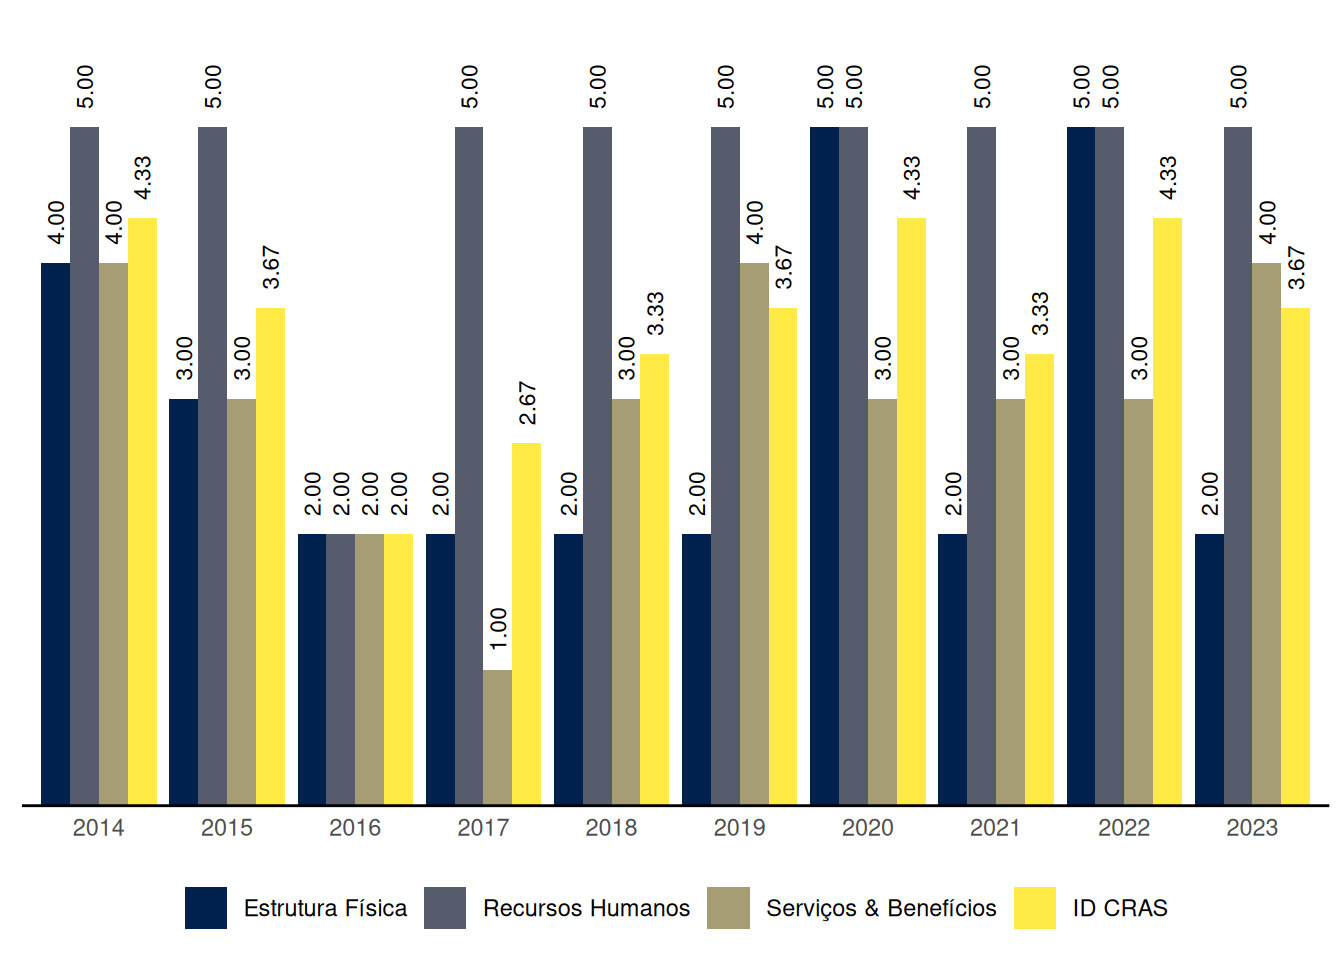 5.00 5.00 5.00 5.00 5.00 5.00 5.00 5.00 5.00 5.00 5.00
4.33 4.33 4.33
4.00 4.00 4.00 4.00
3.67 3.67 3.67
3.33 3.33
3.00 3.00 3.00 3.00 3.00 3.00
2.67
2.00 2.00 2.00 2.00 2.00 2.00 2.00 2.00 2.00
1.00
2014 2015 2016 2017 2018 2019 2020 2021 2022 2023
Estrutura Física Recursos Humanos Serviços & Benefícios ID CRAS